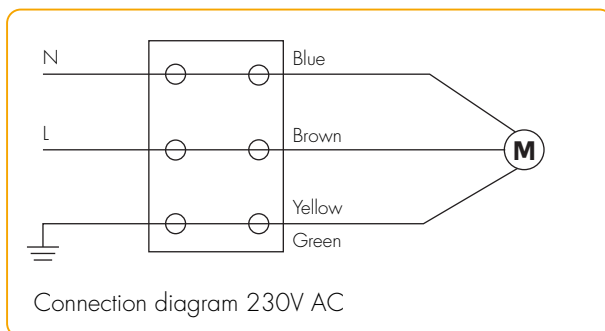 N
Blue
L
Brown
M
Yellow
Green
Connection diagram 230V AC